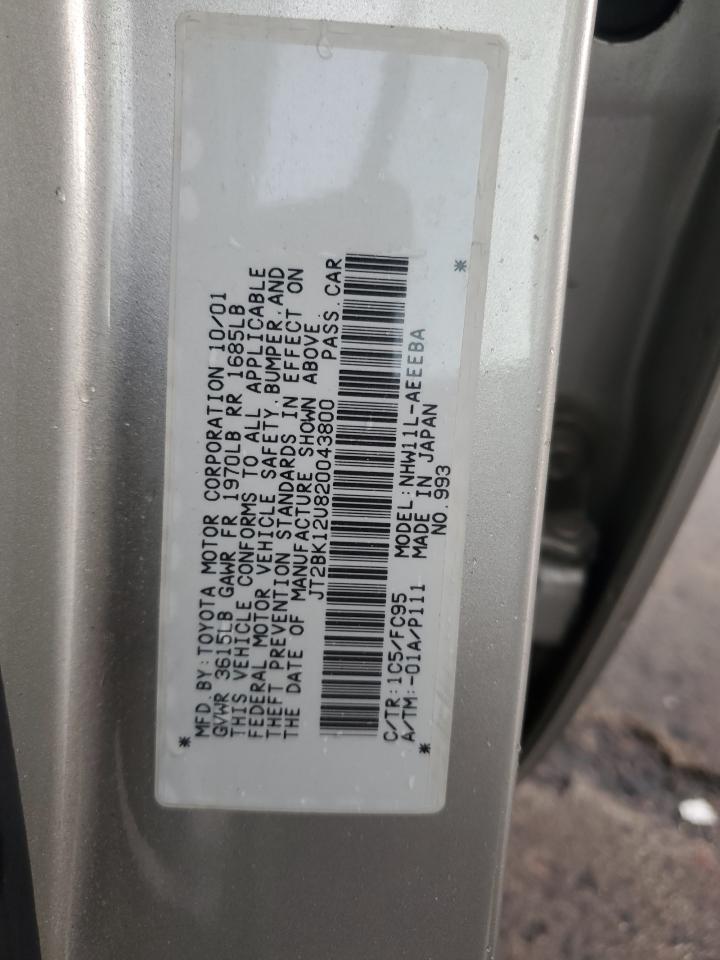 MFD.BY:TOYOTA MOTOR CORPORATION 10/01
GVWR 3615LB GAWR FR 1970LB RR 1685LB
THIS VEHICLE CONFORMS TO ALL APPLICABLE
FEDERAL MOTOR VEHICLE SAFETY,BUMPER,AND
THEFT PREVENTION STANDARDS IN EFFECT ON
THE DATE OF MANUFACTURE SHOWN ABOVE.
JT2BK12U820043800 PASS.CAR
C/TR:1C5/FC95 MODEL:NHW11L-AEEEBA
A/TM:-01A/P111 MADE IN JAPAN
NO.993